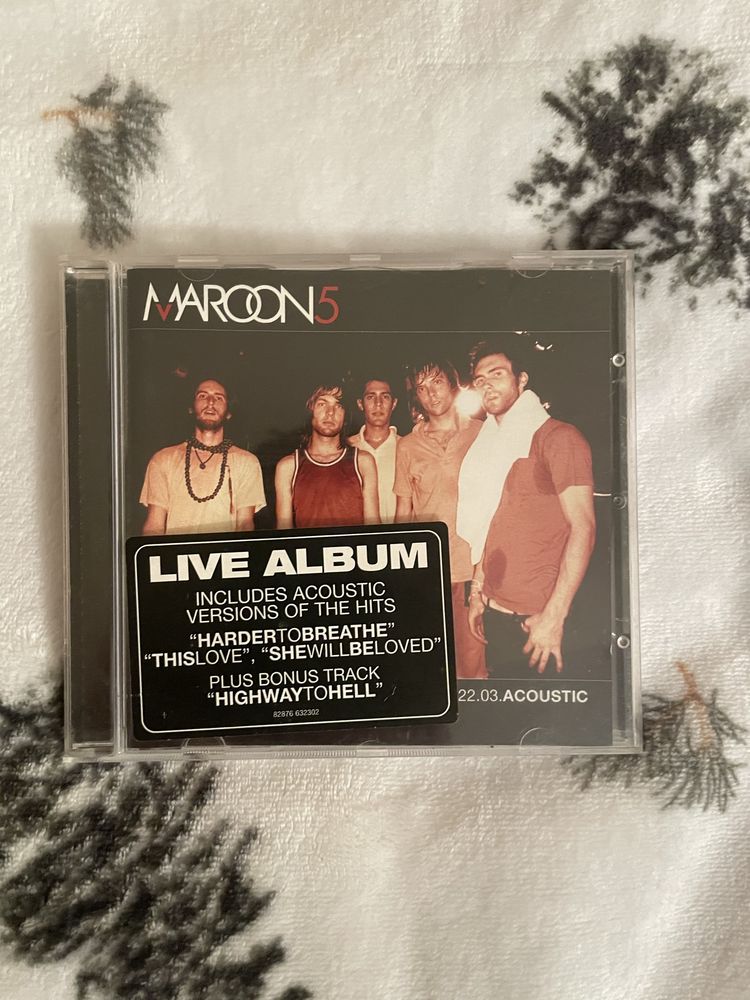 MAROON5
LIVE ALBUM
INCLUDES ACOUSTIC
VERSIONS OF THE HITS
“HARDERTOBREATHE”
“THISLOVE”, “SHEWILLBELOVED”
PLUS BONUS TRACK
“HIGHWAYTOHELL”
82876 632302
22.03.ACOUSTIC